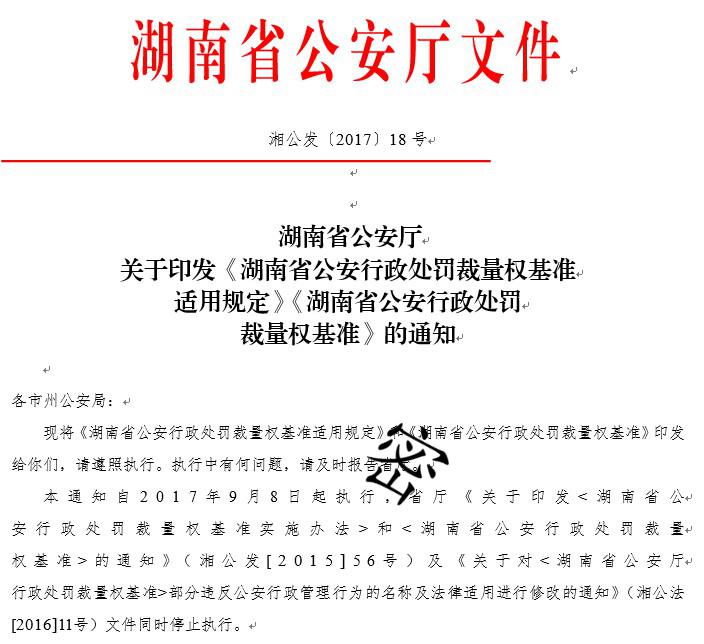 湖南省公安厅文件
湘公发〔2017〕18 号
湖南省公安厅
关于印发《湖南省公安行政处罚裁量权基准
适用规定》《湖南省公安行政处罚
裁量权基准》的通知
各市州公安局：
现将《湖南省公安行政处罚裁量权基准适用规定》和《湖南省公安行政处罚裁量权基准》印发
给你们，请遵照执行。执行中有何问题，请及时报告省厅。
密
本通知自2017年9月8日起执行，省厅《关于印发<湖南省公
安行政处罚裁量权基准实施办法>和<湖南省公安行政处罚裁量
权基准>的通知》（湘公发[2015]56号）及《关于对<湖南省公安厅
行政处罚裁量权基准>部分违反公安行政管理行为的名称及法律适用进行修改的通知》（湘公法
[2016]11号）文件同时停止执行。